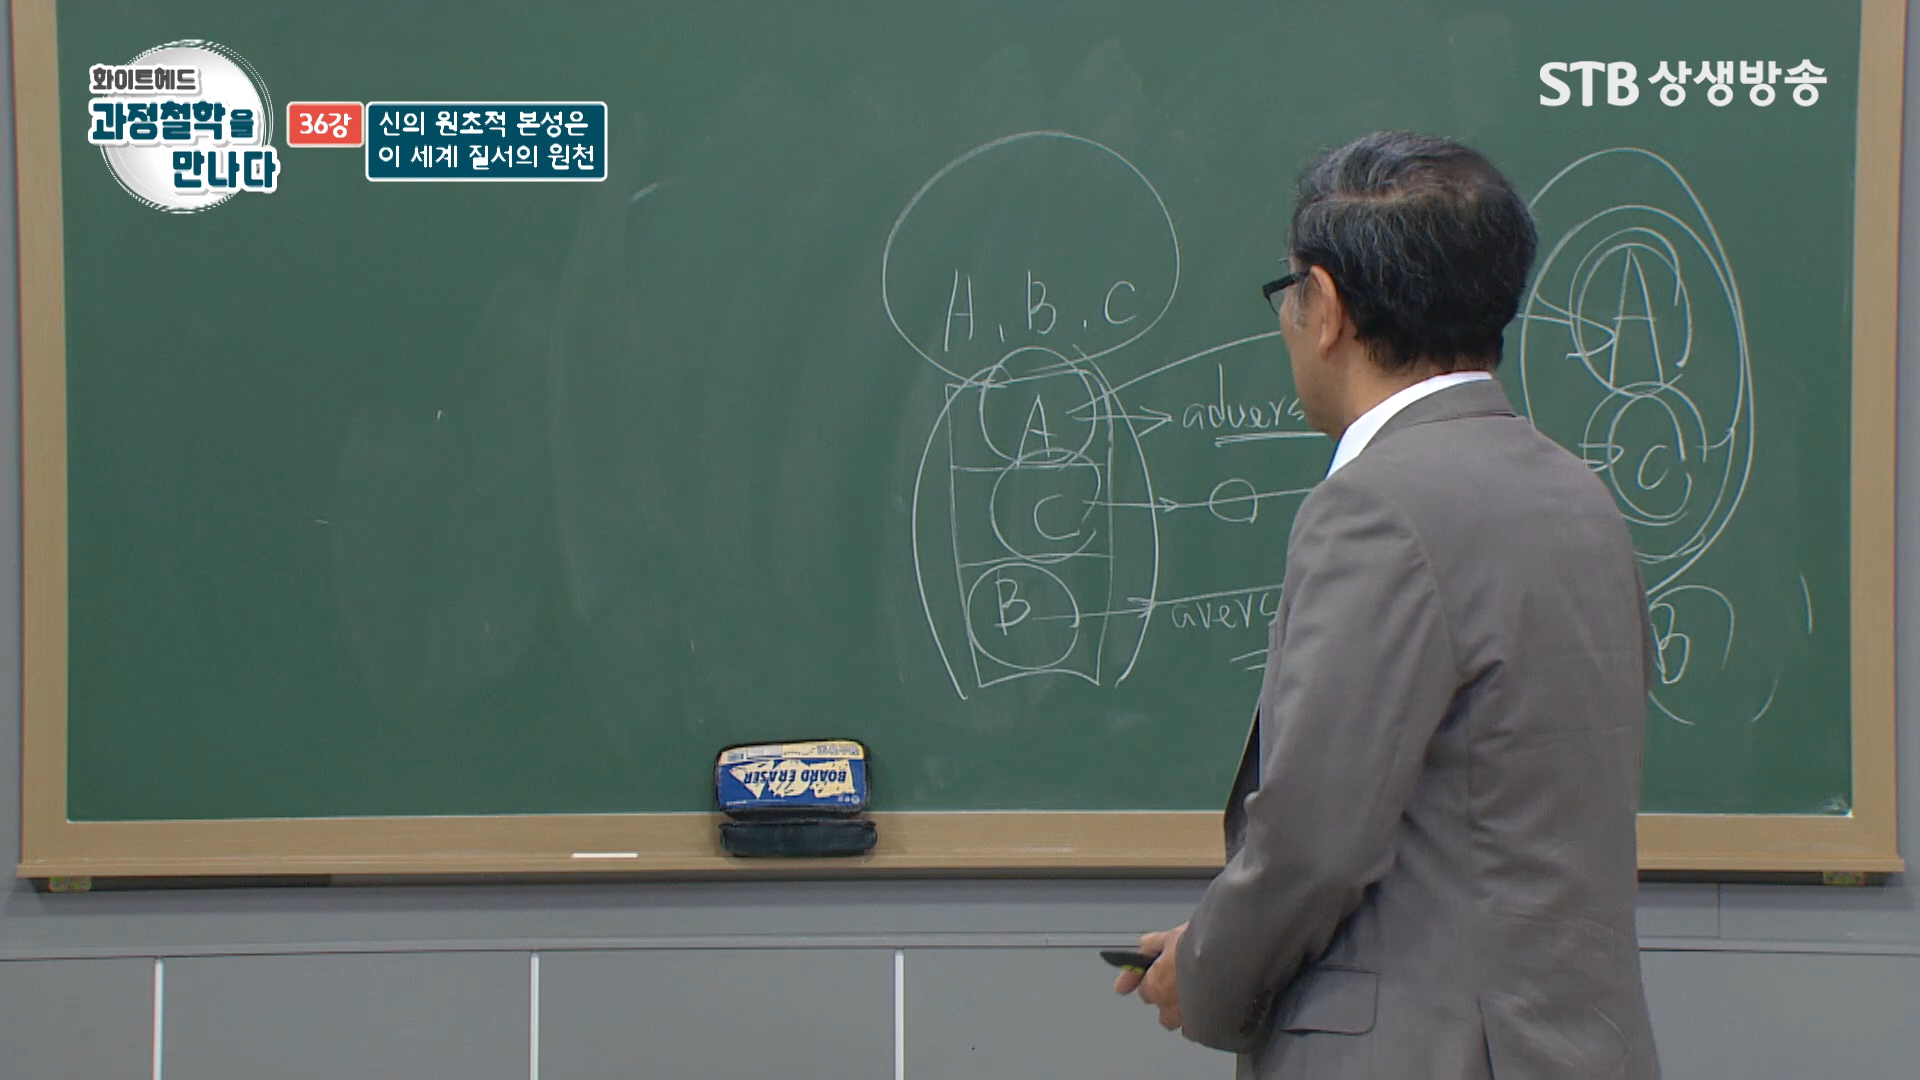 화이트헤드
과정철학을
만나다
36강
신의 원초적 본성은
이 세계 질서의 원천
STB 상생방송
A, B, C
A
advers
C
B
avers
A
C
B
BOARD ERASER